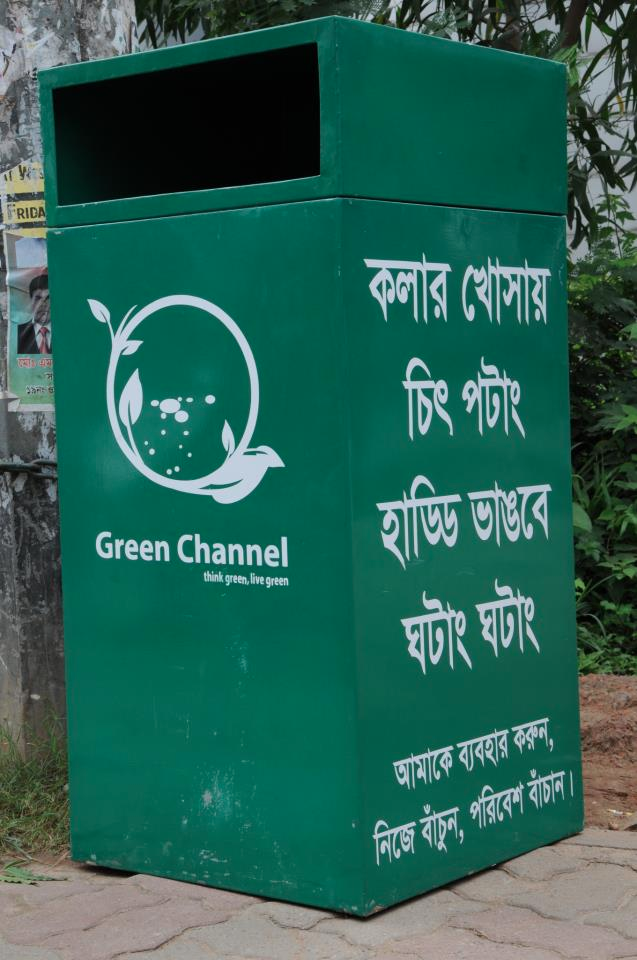 FRIDA
Green Channel
think green, live green
কলার খোসায়
চিৎ পটাং
হাড্ডি ভাঙবে
ঘটাং ঘটাং
আমাকে ব্যবহার করুন,
নিজে বাঁচুন, পরিবেশ বাঁচান।